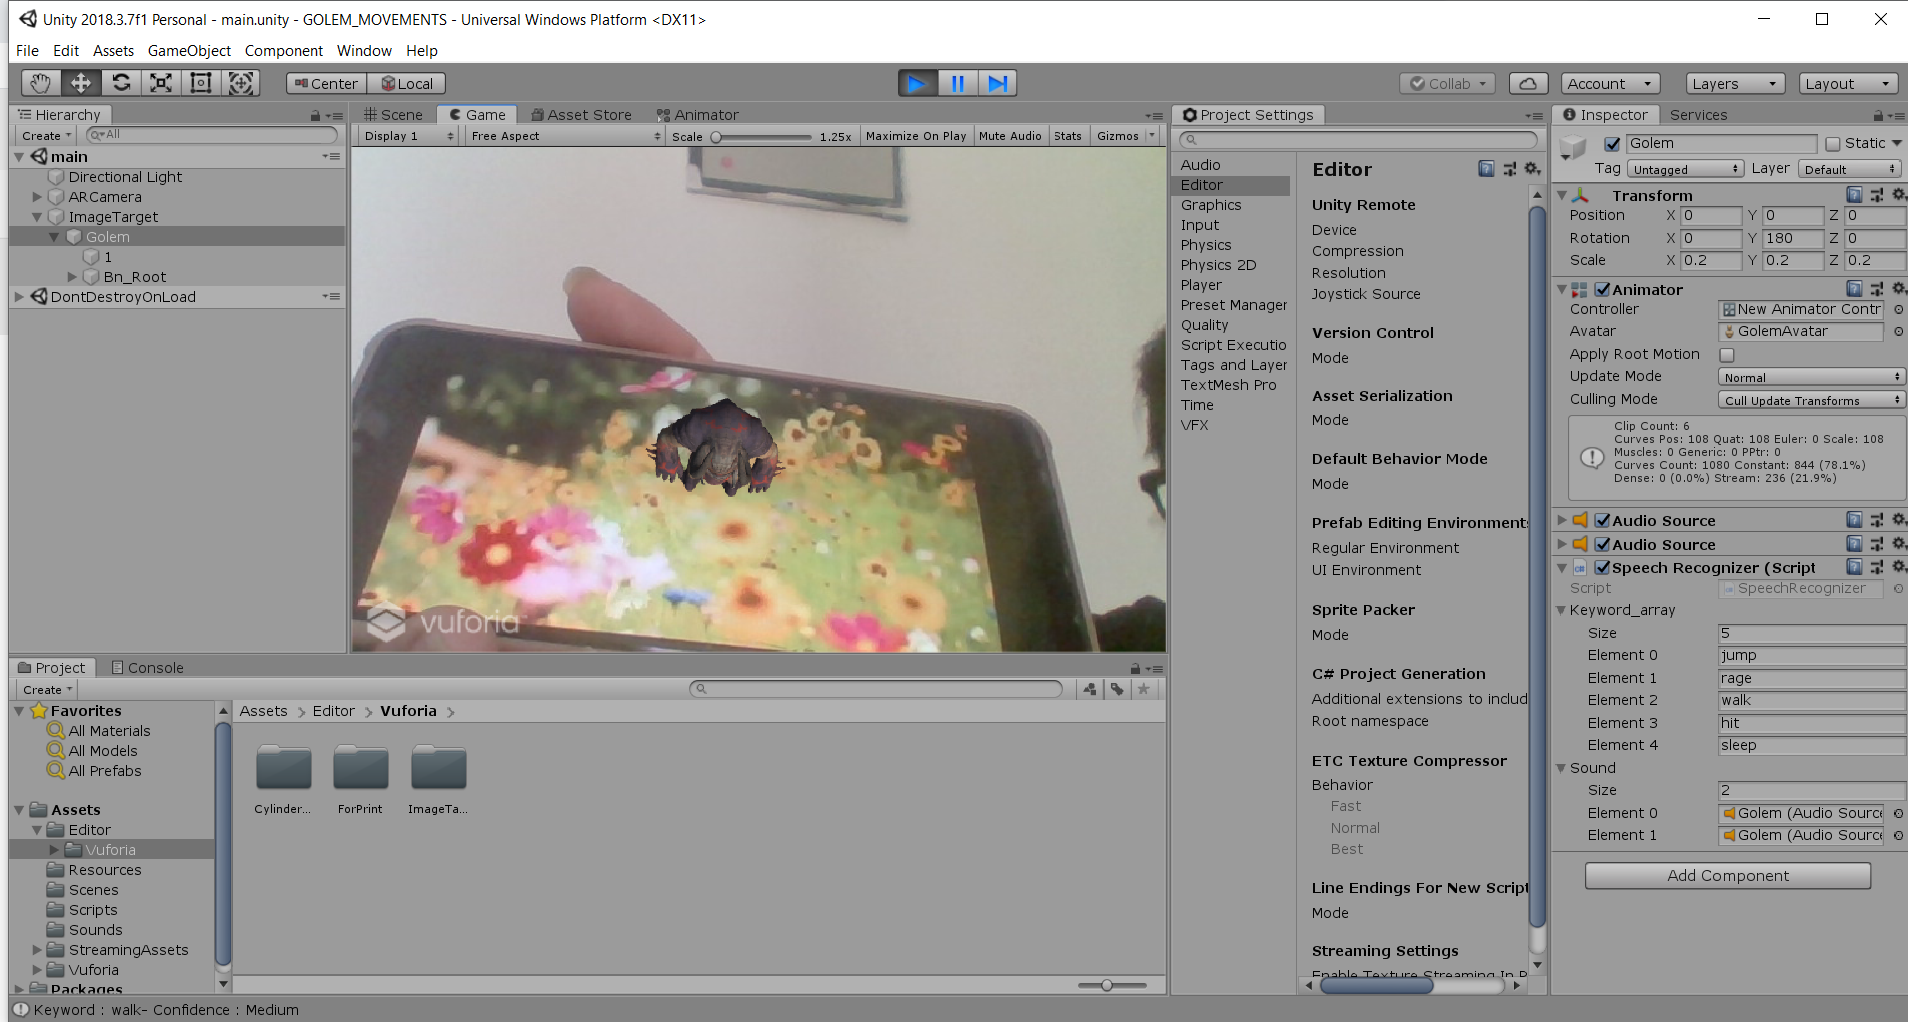 Unity 2018.3.7f1 Personal - main.unity - GOLEM_MOVEMENTS - Universal Windows Platform <DX11>
File Edit Assets GameObject Component Window Help
Center Local Collab Account Layers Layout
Hierarchy
Create All
main
Directional Light
ARCamera
ImageTarget
Golem
1
Bn_Root
DontDestroyOnLoad
Scene Game Asset Store Animator
Display 1 Free Aspect Scale 1.25x Maximize On Play Mute Audio Stats Gizmos
vuforia
Project Console
Create
Favorites
All Materials
All Models
All Prefabs
Assets
Editor
Vuforia
Resources
Scenes
Scripts
Sounds
StreamingAssets
Vuforia
Packages
Assets Editor Vuforia
Cylinder... ForPrint ImageTa...
Project Settings
Audio
Editor
Graphics
Input
Physics
Physics 2D
Player
Preset Manager
Quality
Script Executio
Tags and Layer
TextMesh Pro
Time
VFX
Editor
Unity Remote
Device
Compression
Resolution
Joystick Source
Version Control
Mode
Asset Serialization
Mode
Default Behavior Mode
Mode
Prefab Editing Environments
Regular Environment
UI Environment
Sprite Packer
Mode
C# Project Generation
Additional extensions to includ
Root namespace
ETC Texture Compressor
Behavior
Fast
Normal
Best
Line Endings For New Script
Mode
Streaming Settings
Enable Texture Streaming In P
Inspector Services
Golem Static
Tag Untagged Layer Default
Transform
Position X 0 Y 0 Z 0
Rotation X 0 Y 180 Z 0
Scale X 0.2 Y 0.2 Z 0.2
Animator
Controller New Animator Contr
Avatar GolemAvatar
Apply Root Motion
Update Mode Normal
Culling Mode Cull Update Transforms
Clip Count: 6
Curves Pos: 108 Quat: 108 Euler: 0 Scale: 108
Muscles: 0 Generic: 0 PPtr: 0
Curves Count: 1080 Constant: 844 (78.1%)
Dense: 0 (0.0%) Stream: 236 (21.9%)
Audio Source
Audio Source
Speech Recognizer (Script
Script SpeechRecognizer
Keyword_array
Size 5
Element 0 jump
Element 1 rage
Element 2 walk
Element 3 hit
Element 4 sleep
Sound
Size 2
Element 0 Golem (Audio Source
Element 1 Golem (Audio Source
Add Component
Keyword : walk- Confidence : Medium